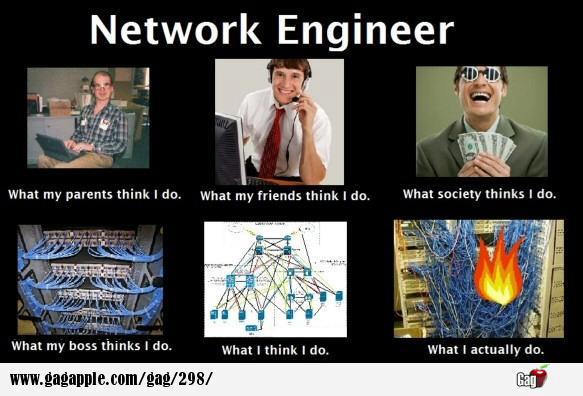 Network Engineer
What my parents think I do.
What my friends think I do.
What society thinks I do.
What my boss thinks I do.
What I think I do.
What I actually do.
www.gagapple.com/gag/298/
Gag